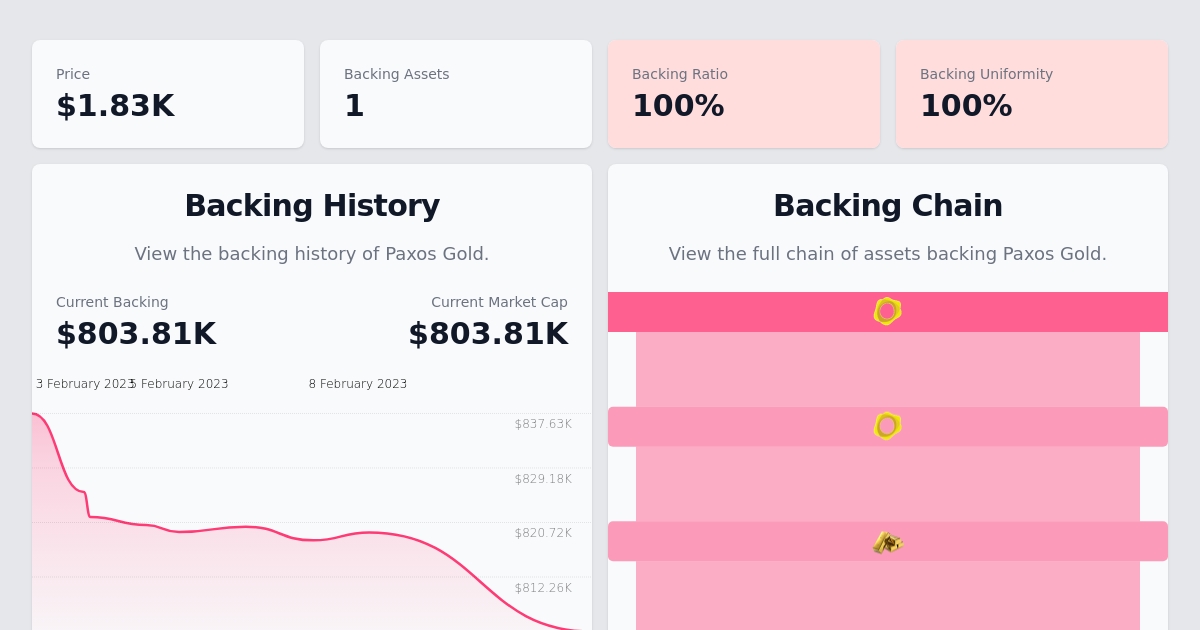 Price
$1.83K
Backing Assets
1
Backing Ratio
100%
Backing Uniformity
100%
Backing History
View the backing history of Paxos Gold.
Current Backing
$803.81K
Current Market Cap
$803.81K
3 February 2023
5 February 2023
8 February 2023
$837.63K
$829.18K
$820.72K
$812.26K
Backing Chain
View the full chain of assets backing Paxos Gold.